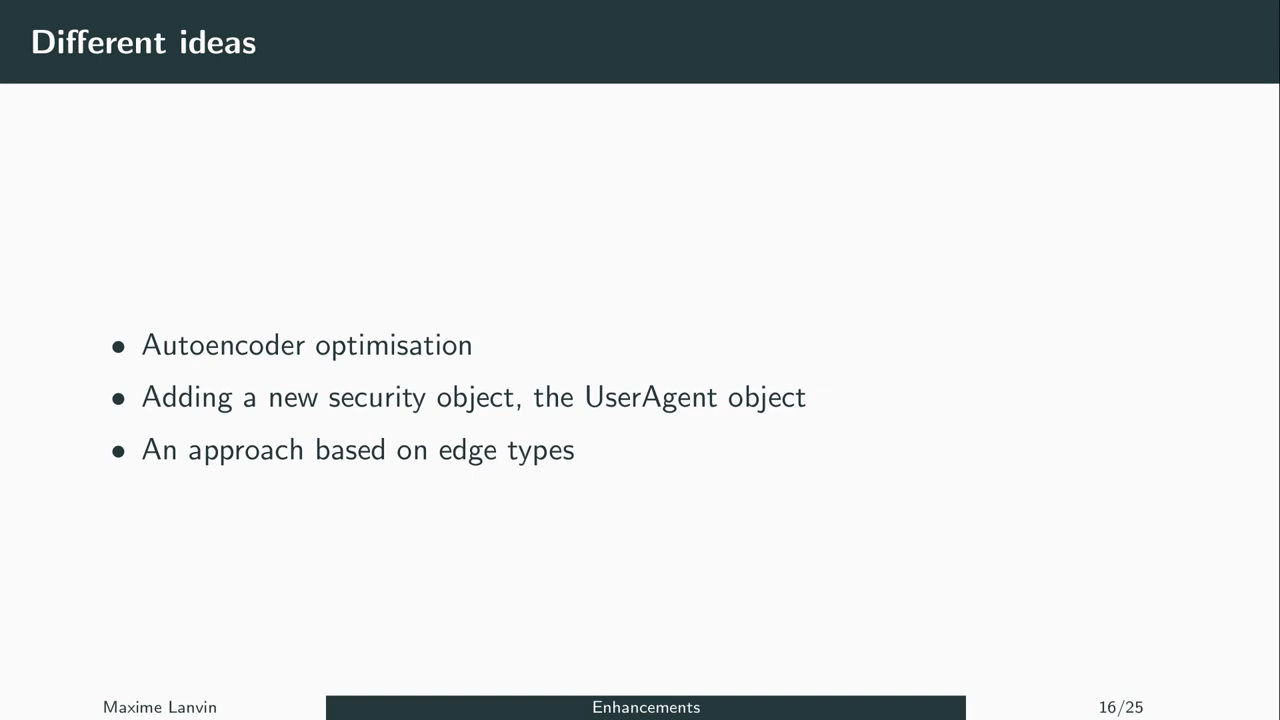 Different ideas
• Autoencoder optimisation
• Adding a new security object, the UserAgent object
• An approach based on edge types
Maxime Lanvin
Enhancements
16/25